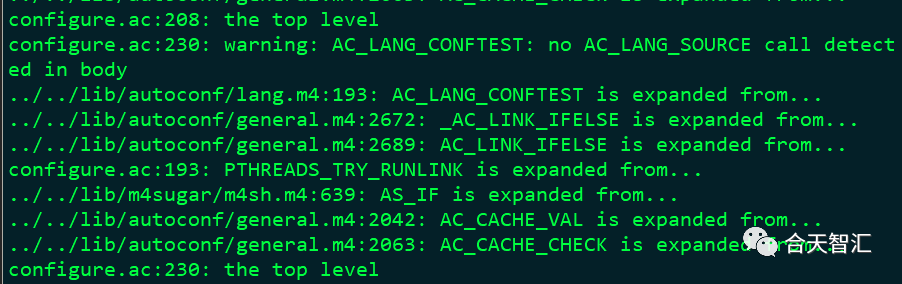 configure.ac:208: the top level
configure.ac:230: warning: AC_LANG_CONFTEST: no AC_LANG_SOURCE call detect
ed in body
../../lib/autoconf/lang.m4:193: AC_LANG_CONFTEST is expanded from...
../../lib/autoconf/general.m4:2672: _AC_LINK_IFELSE is expanded from...
../../lib/autoconf/general.m4:2689: AC_LINK_IFELSE is expanded from...
configure.ac:193: PTHREADS_TRY_RUNLINK is expanded from...
../../lib/m4sugar/m4sh.m4:639: AS_IF is expanded from...
../../lib/autoconf/general.m4:2042: AC_CACHE_VAL is expanded from...
../../lib/autoconf/general.m4:2063: AC_CACHE_CHECK is expanded from...
configure.ac:230: the top level
合天智汇